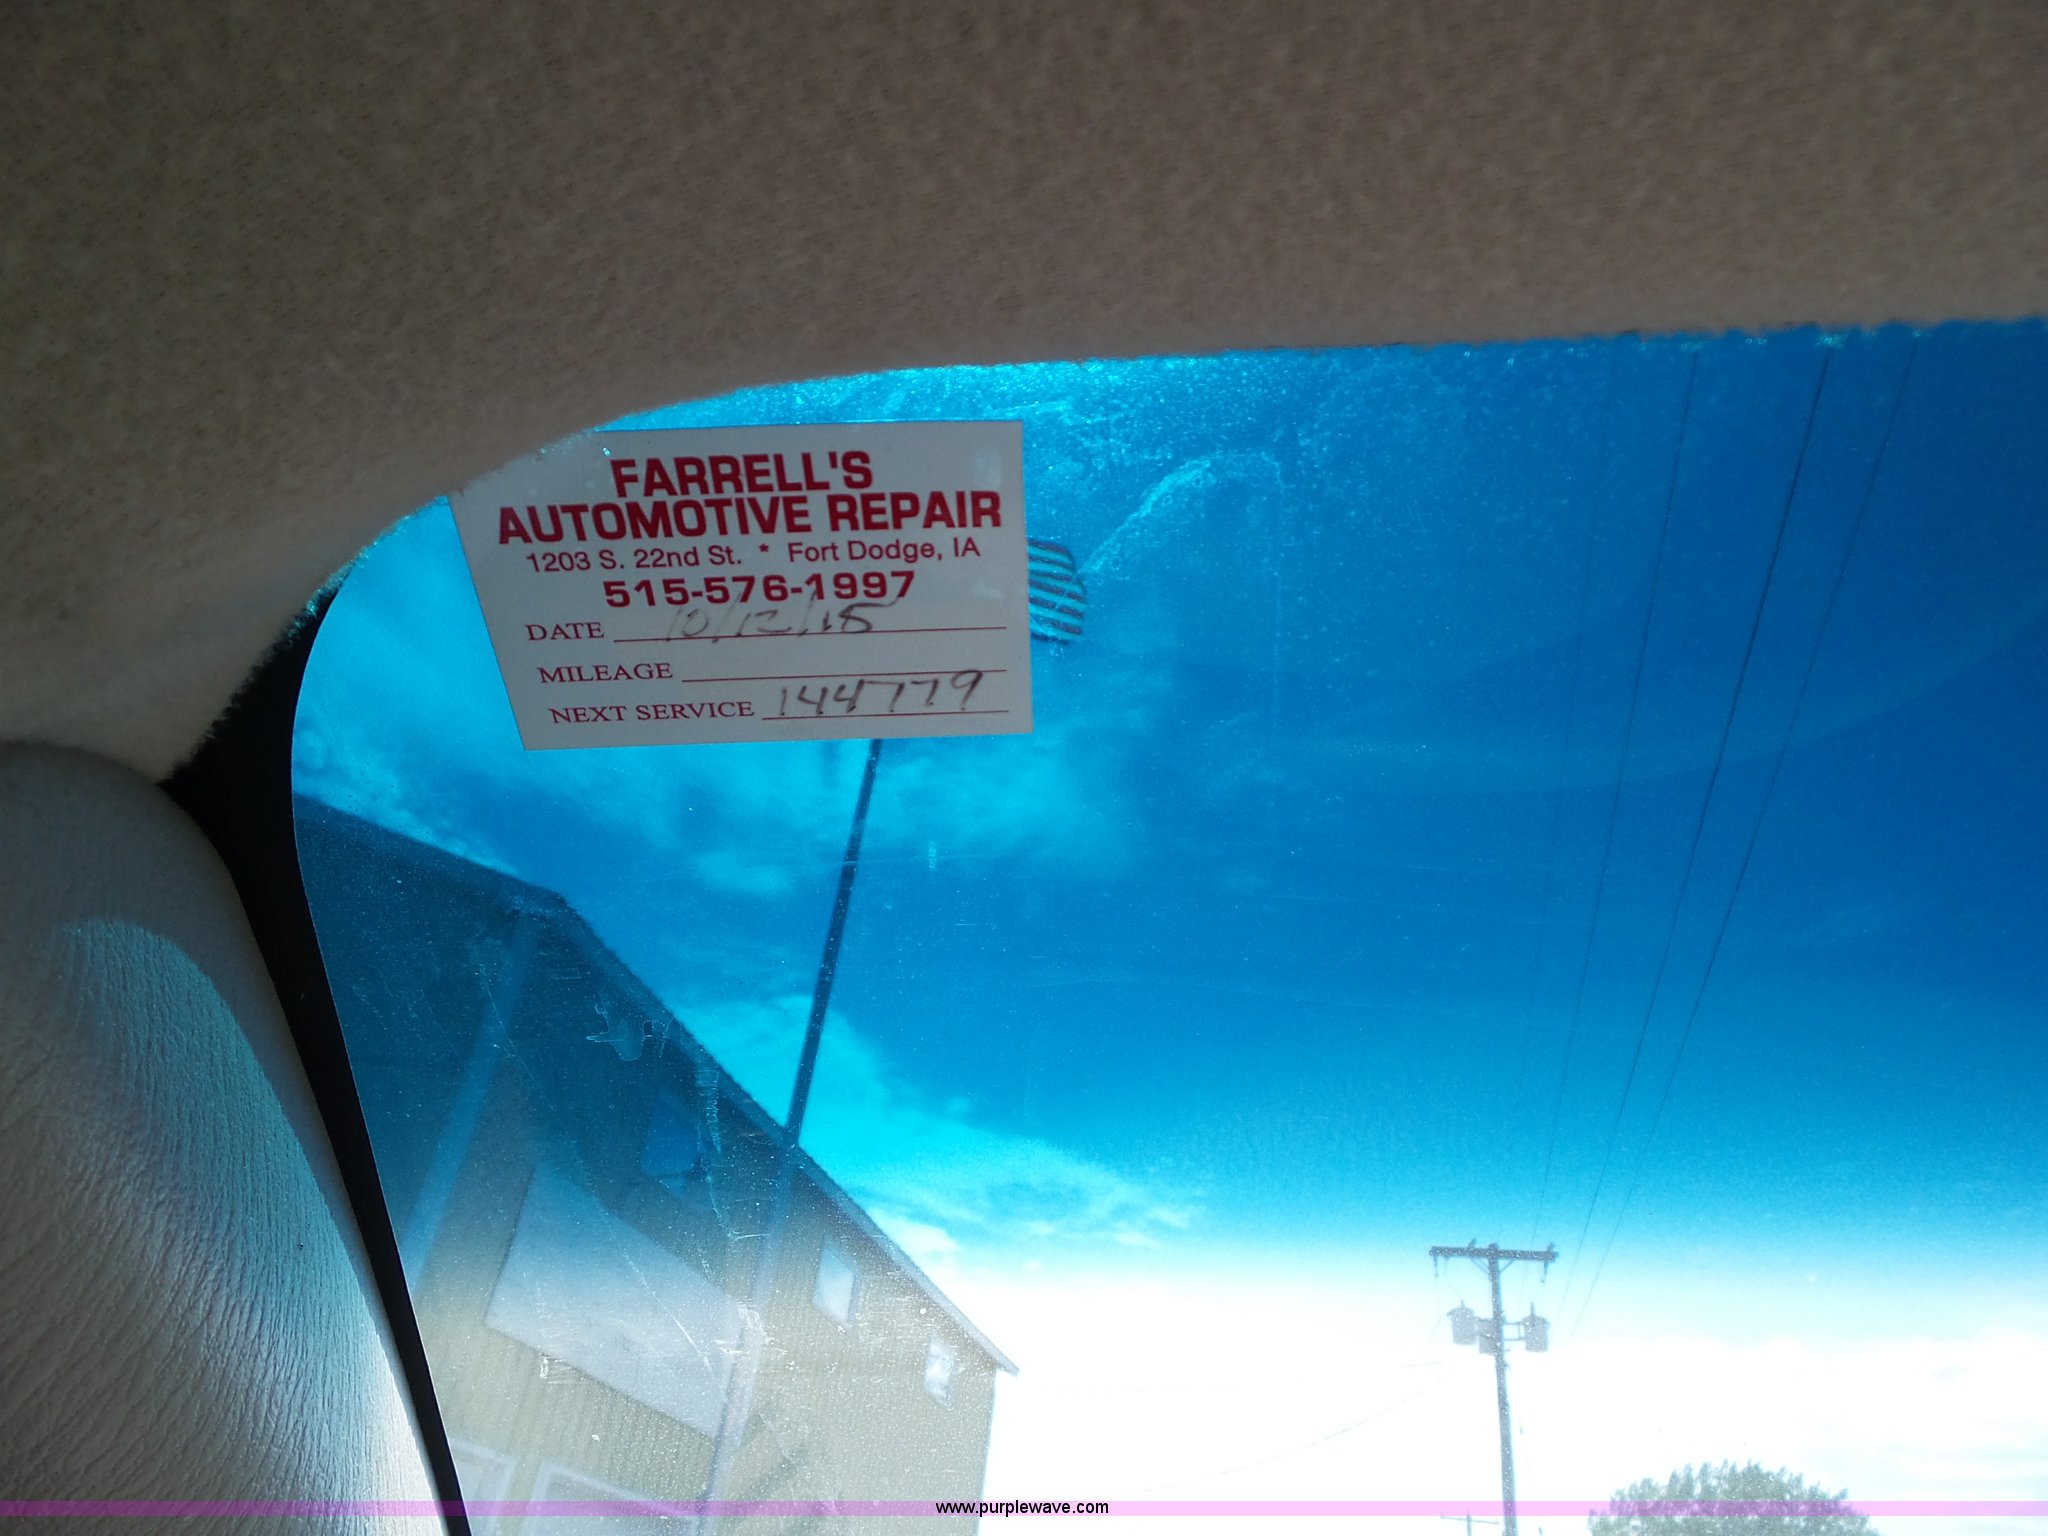 FARRELL'S
AUTOMOTIVE REPAIR
1203 S. 22nd St. * Fort Dodge, IA
515-576-1997
DATE 10/12/15
MILEAGE
NEXT SERVICE 144779
www.purplewave.com